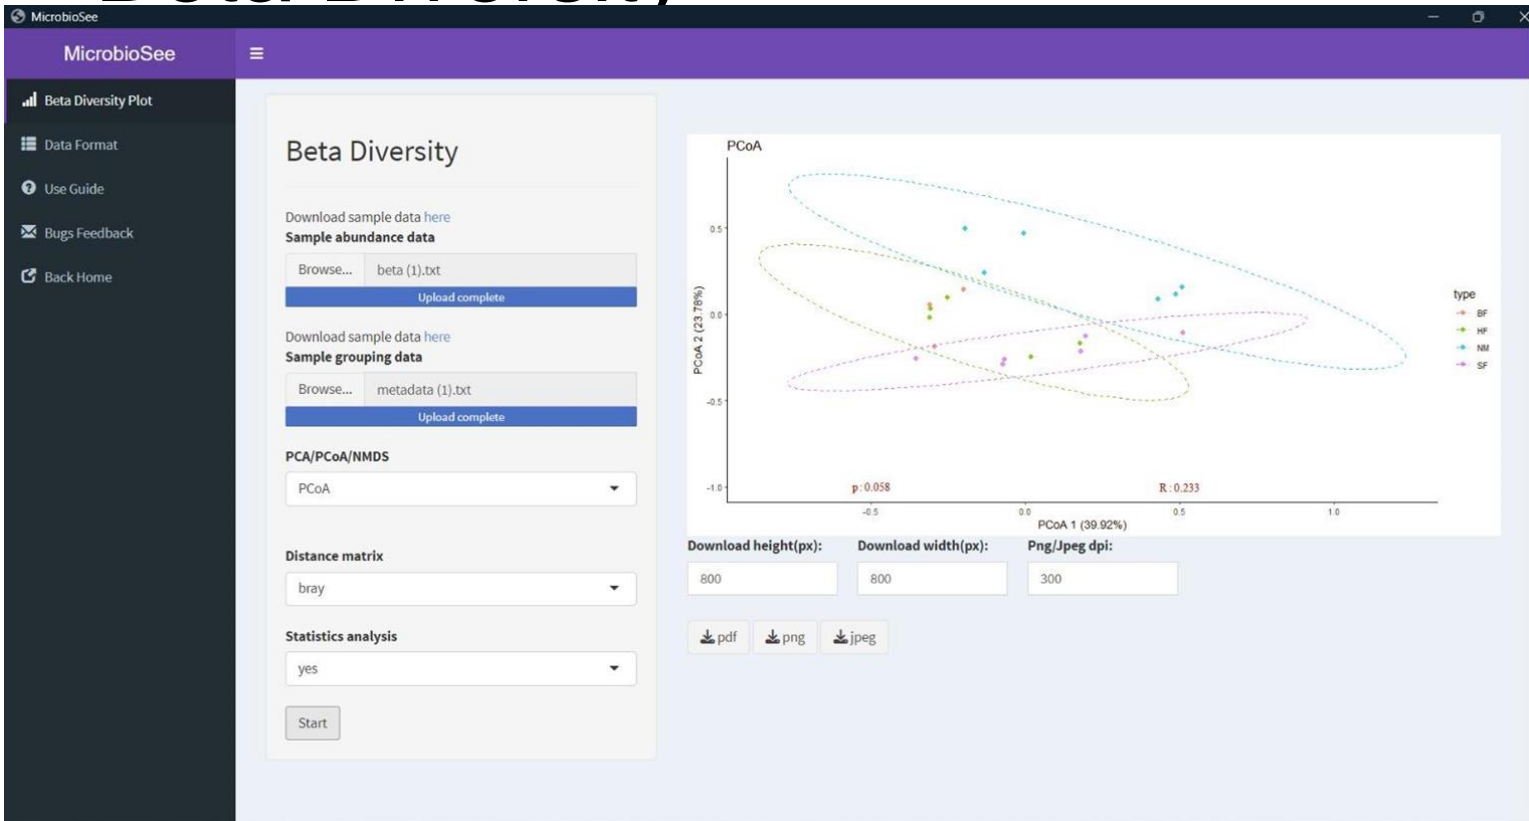 Beta Diversity
MicrobioSee
MicrobioSee
Beta Diversity Plot
Data Format
Use Guide
Bugs Feedback
Back Home
Beta Diversity
Download sample data here
Sample abundance data
Browse... beta (1).txt
Upload complete
Download sample data here
Sample grouping data
Browse... metadata (1).txt
Upload complete
PCA/PCoA/NMDS
PCoA
Distance matrix
bray
Statistics analysis
yes
Start
PCoA
0.5
0.0
-0.5
-1.0
PCoA 2 (23.78%)
p:0.058 R:0.233
-0.5 0.0 0.5 1.0
PCoA 1 (39.92%)
type
BF
HF
NM
SF
Download height(px): Download width(px): Png/Jpeg dpi:
800 800 300
pdf png jpeg